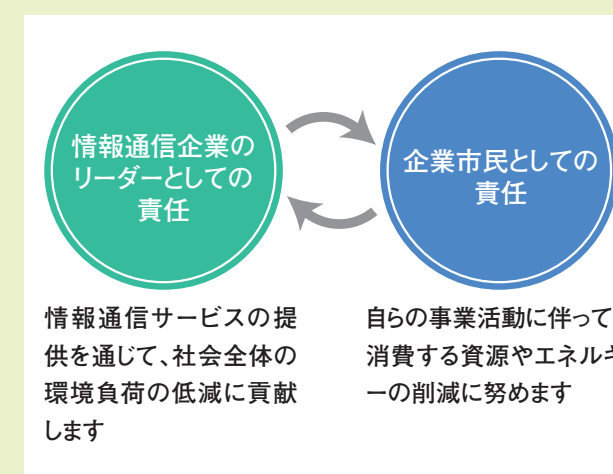 情報通信企業の
リーダーとしての
責任
企業市民としての
責任
情報通信サービスの提
供を通じて、社会全体の
環境負荷の低減に貢献
します
自らの事業活動に伴って
消費する資源やエネルギ
ーの削減に努めます